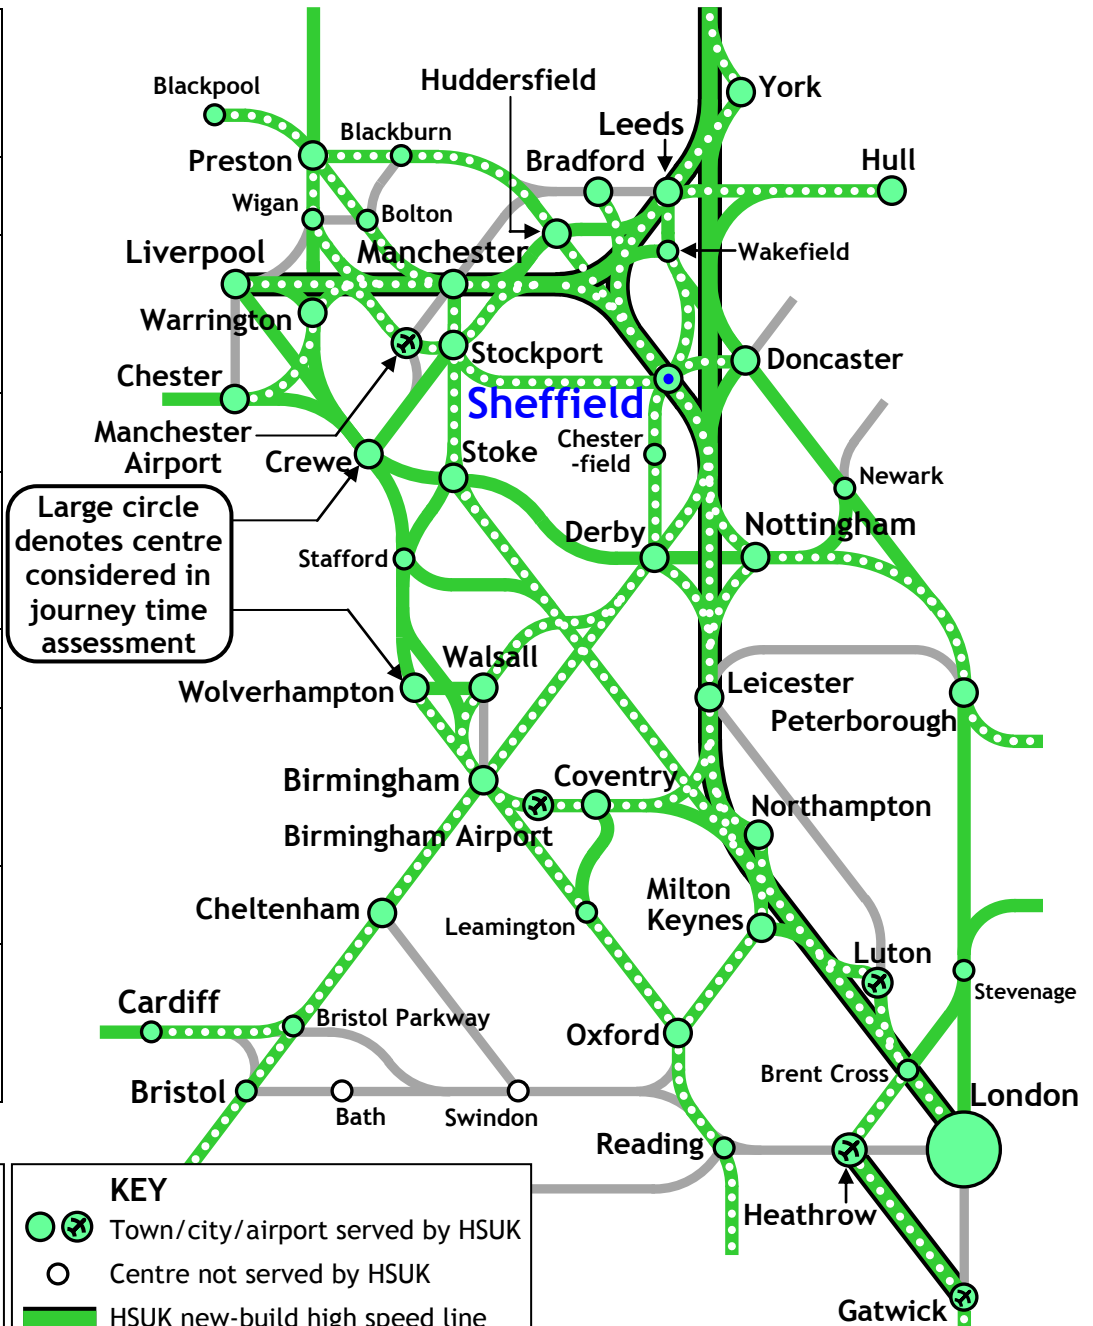 Blackpool
Huddersfield
York
Leeds
Blackburn
Preston
Bradford
Hull
Wigan
Bolton
Liverpool
Manchester
Wakefield
Warrington
Stockport
Doncaster
Chester
Sheffield
Manchester
Airport
Crewe
Stoke
Chester
-field
Newark
Large circle
denotes centre
considered in
journey time
assessment
Derby
Nottingham
Stafford
Walsall
Wolverhampton
Leicester
Peterborough
Birmingham
Coventry
Birmingham Airport
Northampton
Cheltenham
Leamington
Milton
Keynes
Luton
Stevenage
Cardiff
Bristol Parkway
Oxford
Brent Cross
Bristol
Bath
Swindon
London
Reading
Heathrow
Gatwick
KEY
Town/city/airport served by HSUK
Centre not served by HSUK
HSUK new-build high speed line